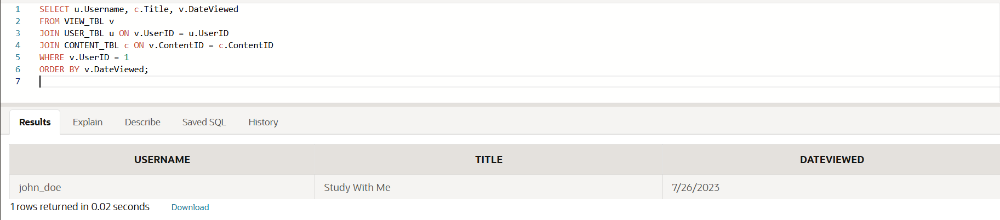 1 SELECT u.Username, c.Title, v.DateViewed
2 FROM VIEW_TBL v
3 JOIN USER_TBL u ON v.UserID = u.UserID
4 JOIN CONTENT_TBL c ON v.ContentID = c.ContentID
5 WHERE v.UserID = 1
6 ORDER BY v.DateViewed;
7
Results Explain Describe Saved SQL History
USERNAME TITLE DATEVIEWED
john_doe Study With Me 7/26/2023
1 rows returned in 0.02 seconds Download